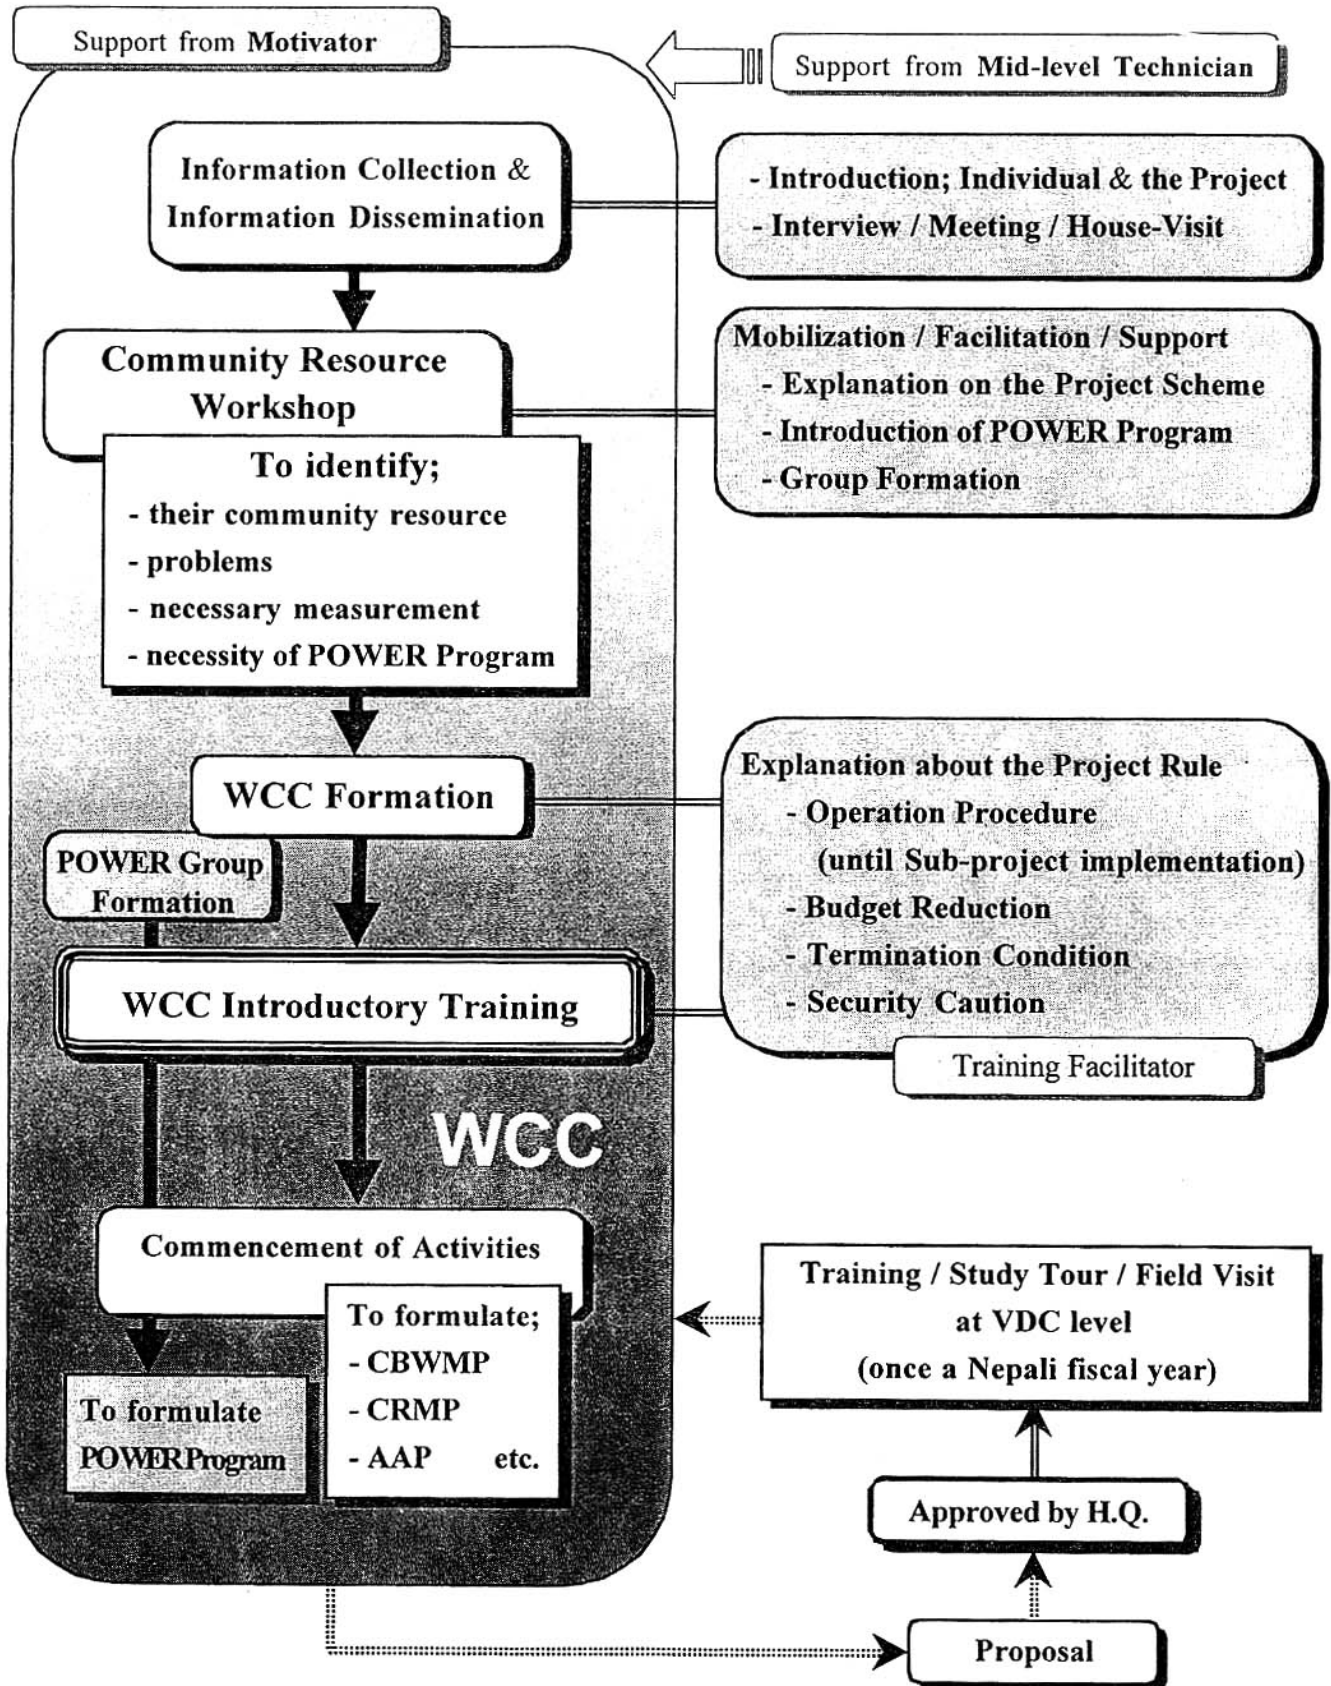 Support from Motivator
Support from Mid-level Technician
Information Collection &
Information Dissemination
- Introduction; Individual & the Project
- Interview / Meeting / House-Visit
Community Resource
Workshop
To identify;
- their community resource
- problems
- necessary measurement
- necessity of POWER Program
Mobilization / Facilitation / Support
- Explanation on the Project Scheme
- Introduction of POWER Program
- Group Formation
WCC Formation
POWER Group
Formation
WCC Introductory Training
Explanation about the Project Rule
- Operation Procedure
(until Sub-project implementation)
- Budget Reduction
- Termination Condition
- Security Caution
Training Facilitator
WCC
Commencement of Activities
To formulate;
- CBWMP
- CRMP
- AAP etc.
To formulate
POWER Program
Training / Study Tour / Field Visit
at VDC level
(once a Nepali fiscal year)
Approved by H.Q.
Proposal